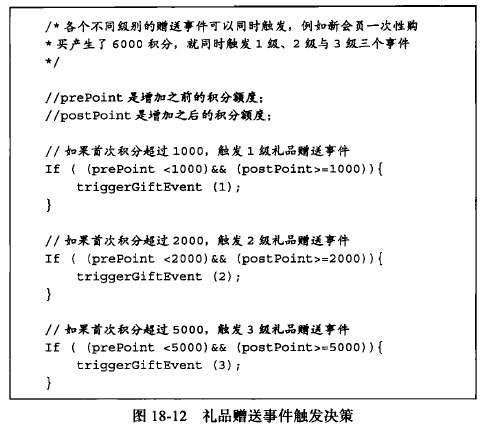 /* 各个不同级别的赠送事件可以同时触发，例如新会员一次性购
* 买产生了 6000 积分，就同时触发 1 级、2 级与 3 级三个事件
*/
//prePoint 是增加之前的积分额度；
//postPoint 是增加之后的积分额度；
// 如果首次积分超过 1000，触发 1 级礼品赠送事件
If ( (prePoint <1000)&& (postPoint>=1000)){
triggerGiftEvent (1);
}
// 如果首次积分超过 2000，触发 2 级礼品赠送事件
If ( (prePoint <2000)&& (postPoint>=2000)){
triggerGiftEvent (2);
}
// 如果首次积分超过 5000，触发 3 级礼品赠送事件
If ( (prePoint <5000)&& (postPoint>=5000)){
triggerGiftEvent (3);
}
图 18-12 礼品赠送事件触发决策